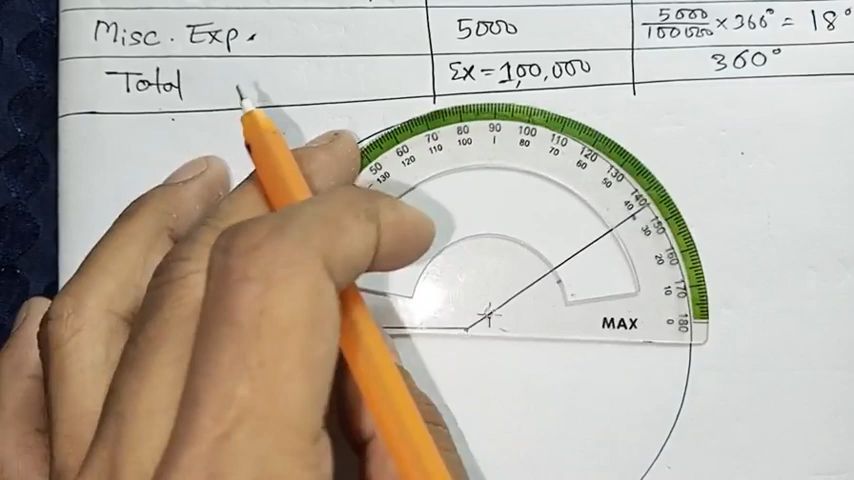 Misc. Exp. 5000 5000/100000 × 360° = 18°
Total Σx = 100,000 360°
50 60 70 80 90 100 110 120 130 140 150 160 170 180
130 120 110 100 80 70 60 50 40 30 20 10 0
MAX